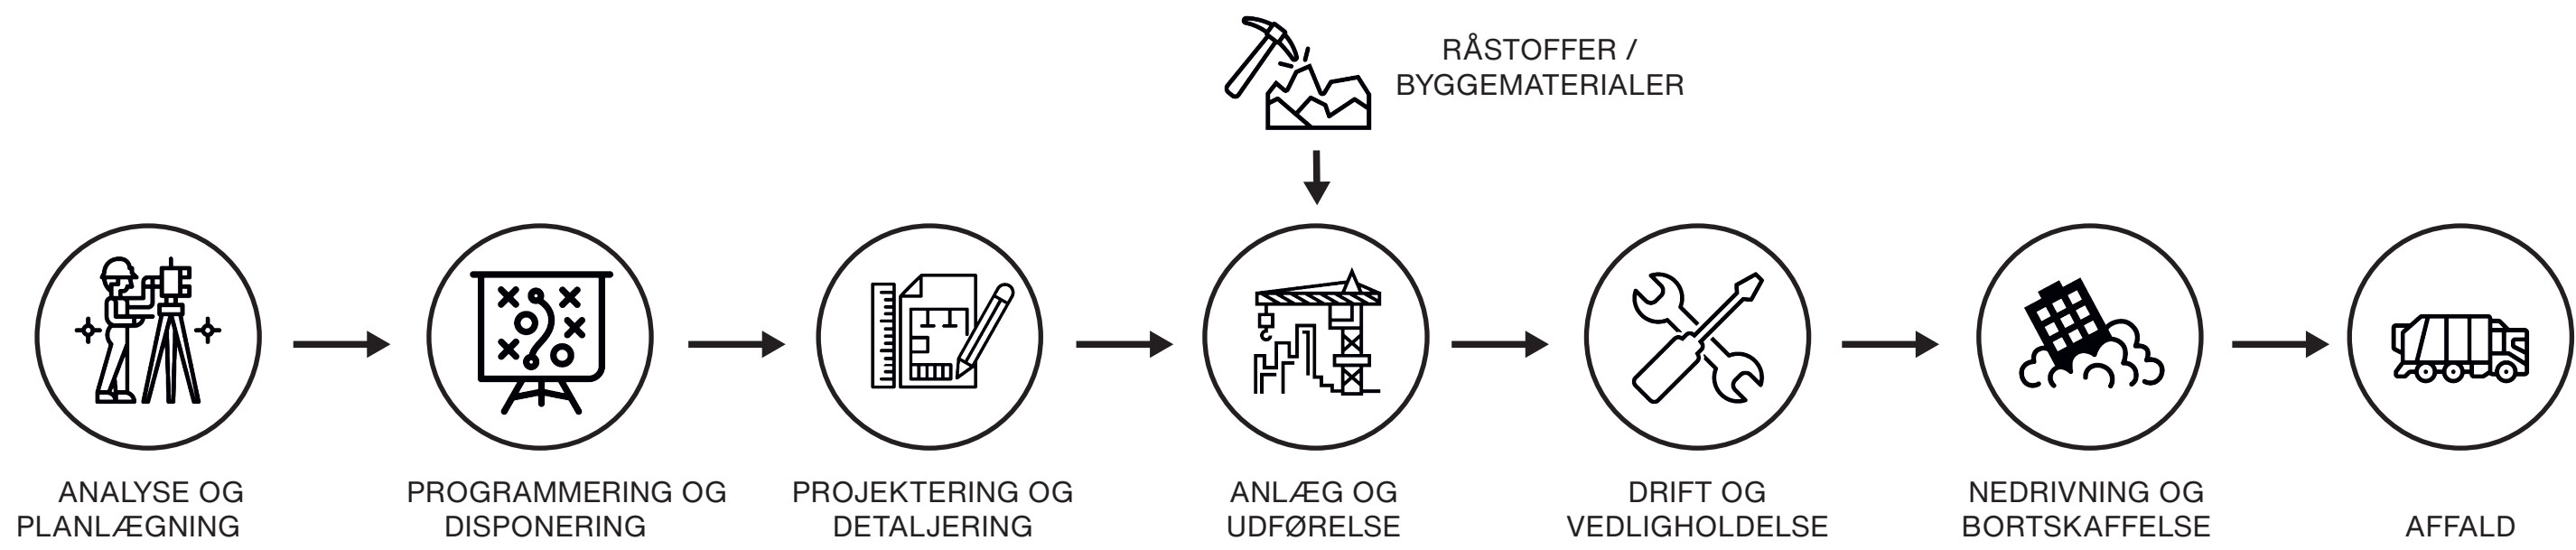 RÅSTOFFER /
BYGGEMATERIALER
ANALYSE OG
PLANLÆGNING
PROGRAMMERING OG
DISPONERING
PROJEKTERING OG
DETALJERING
ANLÆG OG
UDFØRELSE
DRIFT OG
VEDLIGHOLDELSE
NEDRIVNING OG
BORTSKAFFELSE
AFFALD